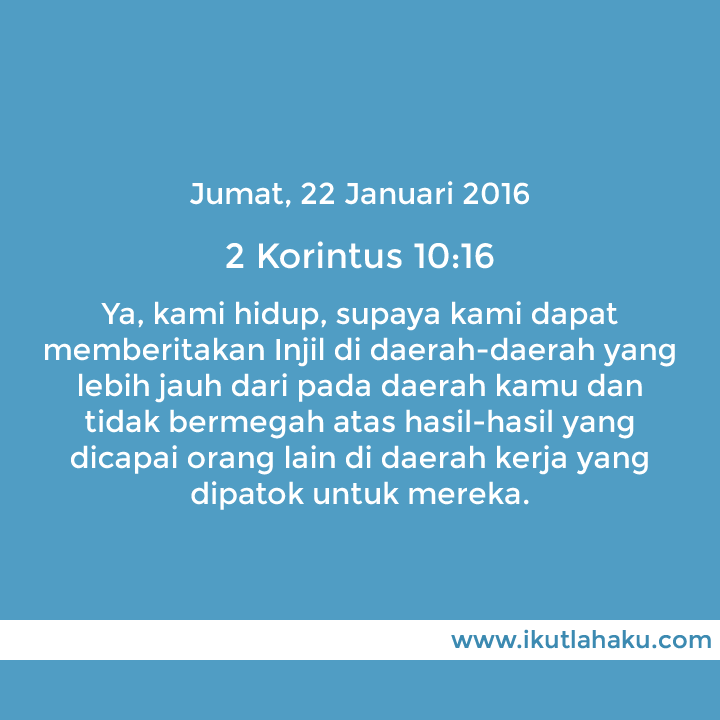 Jumat, 22 Januari 2016
2 Korintus 10:16
Ya, kami hidup, supaya kami dapat
memberitakan Injil di daerah-daerah yang
lebih jauh dari pada daerah kamu dan
tidak bermegah atas hasil-hasil yang
dicapai orang lain di daerah kerja yang
dipatok untuk mereka.
www.ikutlahaku.com